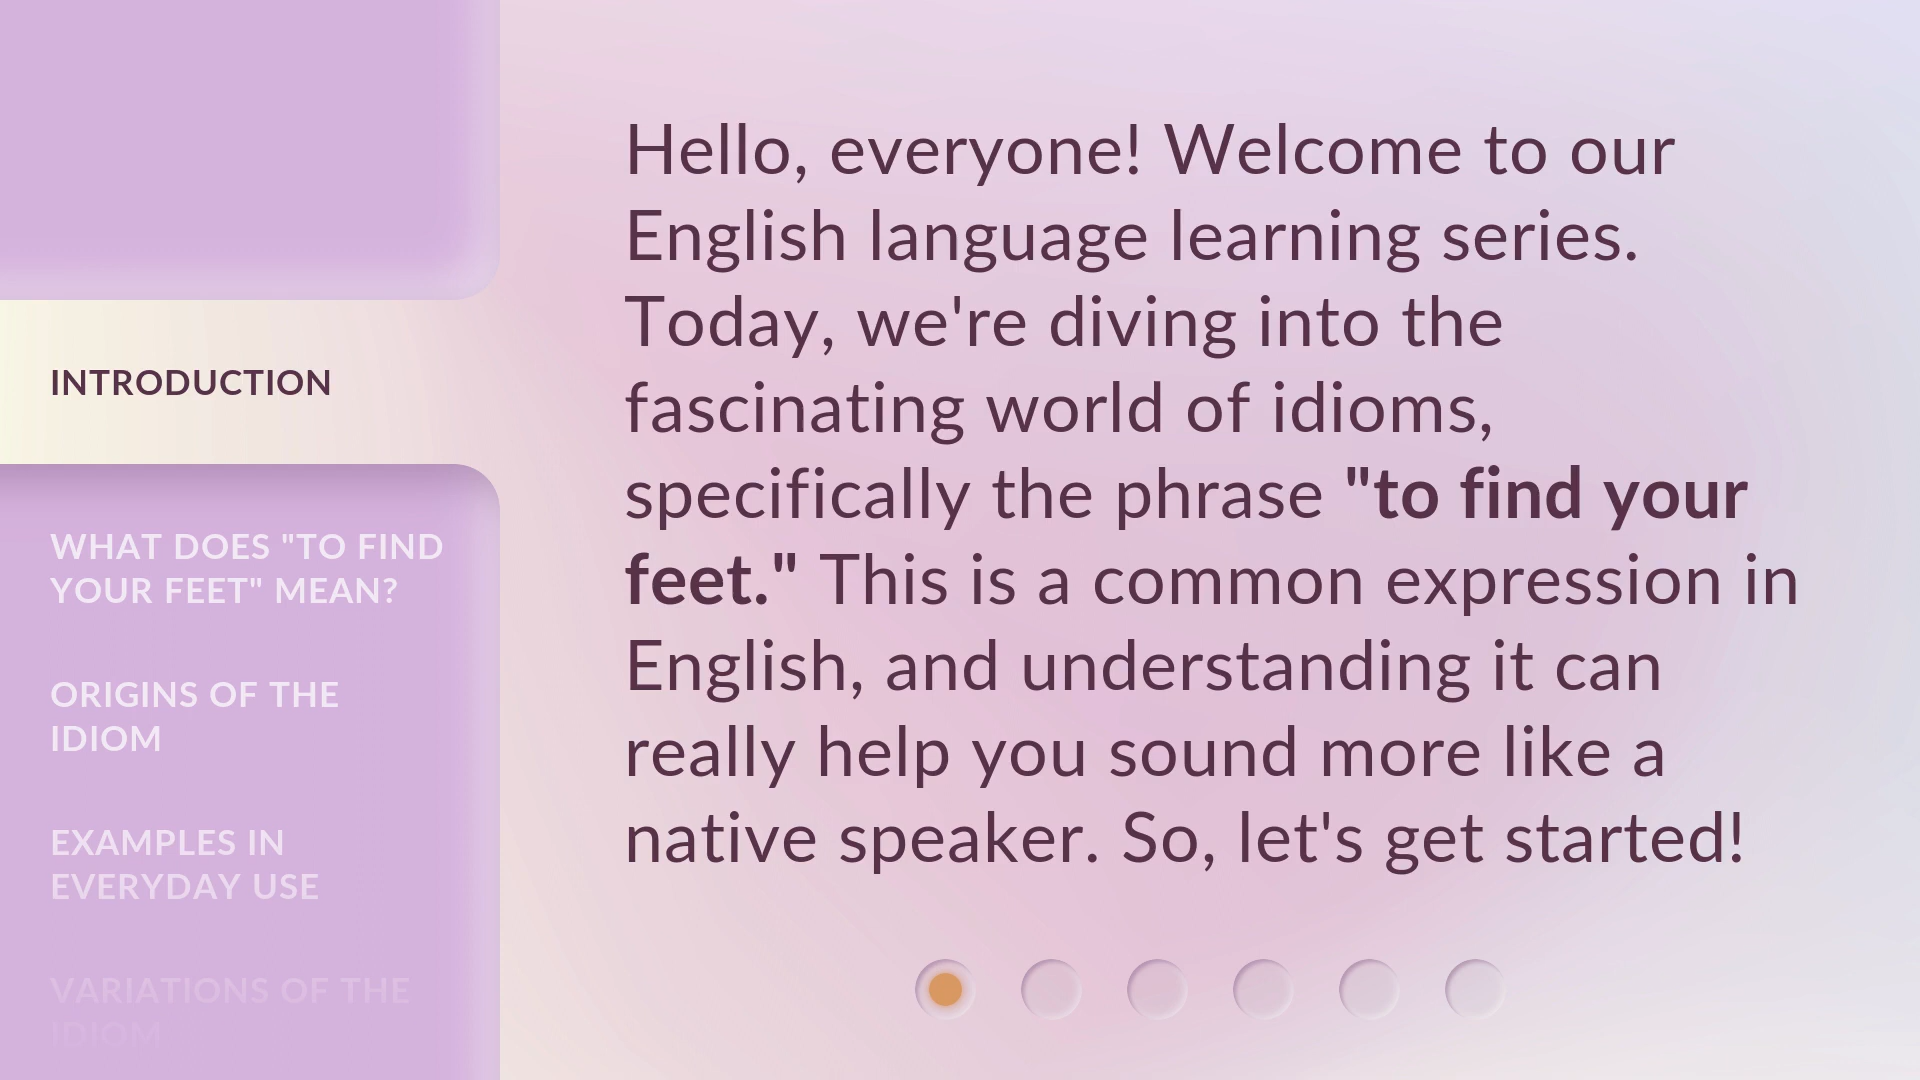 INTRODUCTION
WHAT DOES "TO FIND
YOUR FEET" MEAN?
ORIGINS OF THE
IDIOM
EXAMPLES IN
EVERYDAY USE
VARIATIONS OF THE
IDIOM
Hello, everyone! Welcome to our
English language learning series.
Today, we're diving into the
fascinating world of idioms,
specifically the phrase "to find your
feet." This is a common expression in
English, and understanding it can
really help you sound more like a
native speaker. So, let's get started!